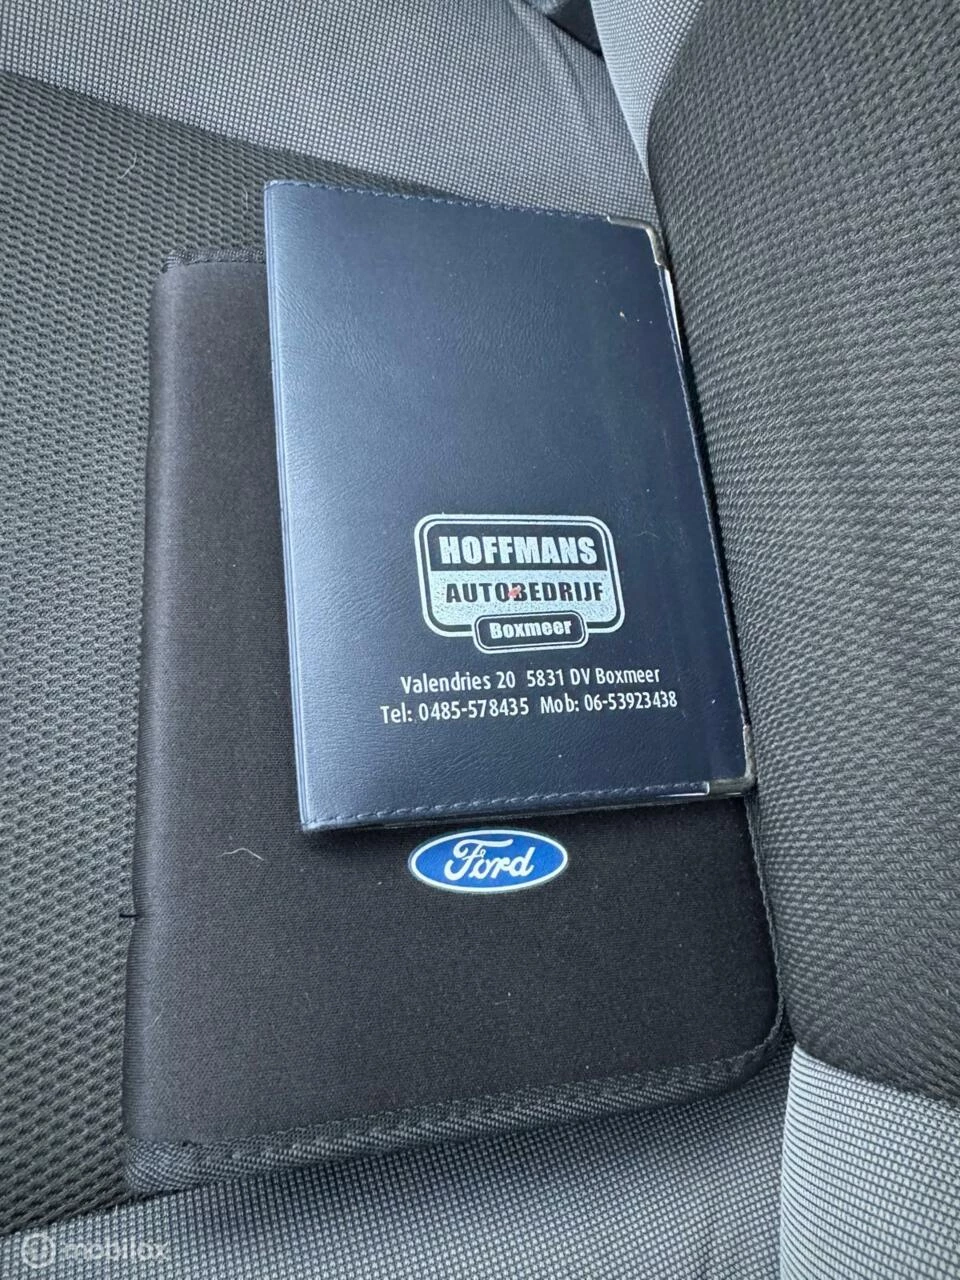 HOFFMANS
AUTOBEDRIJF
Boxmeer
Valendries 20 5831 DV Boxmeer
Tel: 0485-578435 Mob: 06-53923438
Ford
mobilox